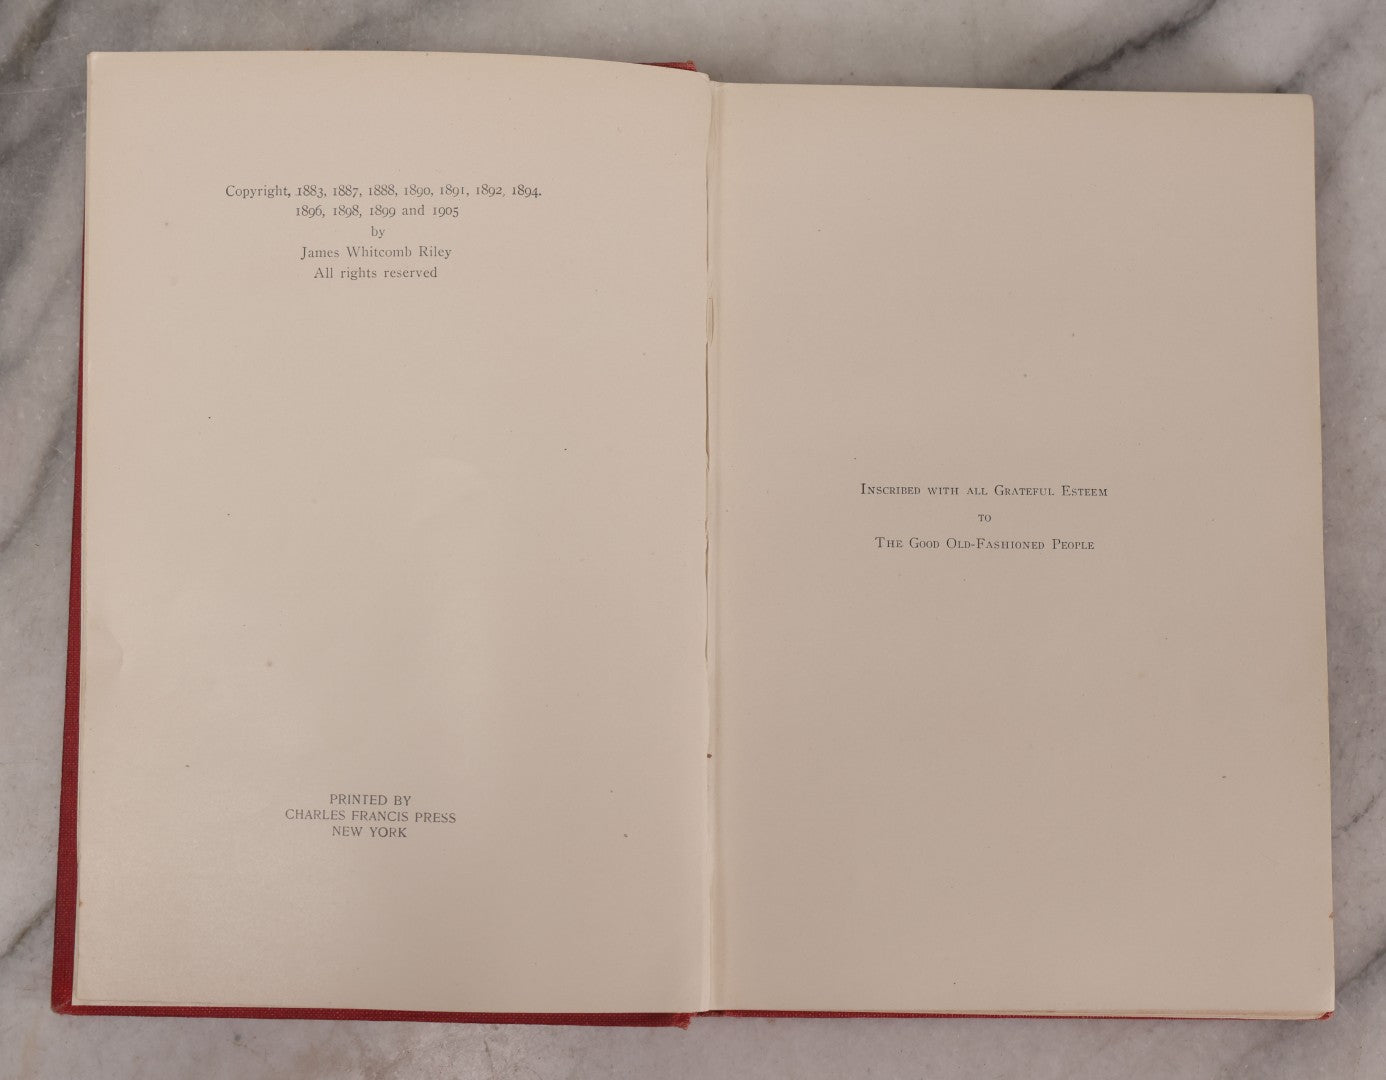 Copyright, 1883, 1887, 1888, 1890, 1891, 1892, 1894.
1896, 1898, 1899 and 1905
by
James Whitcomb Riley
All rights reserved
PRINTED BY
CHARLES FRANCIS PRESS
NEW YORK
Inscribed with all Grateful Esteem
to
The Good Old-Fashioned People